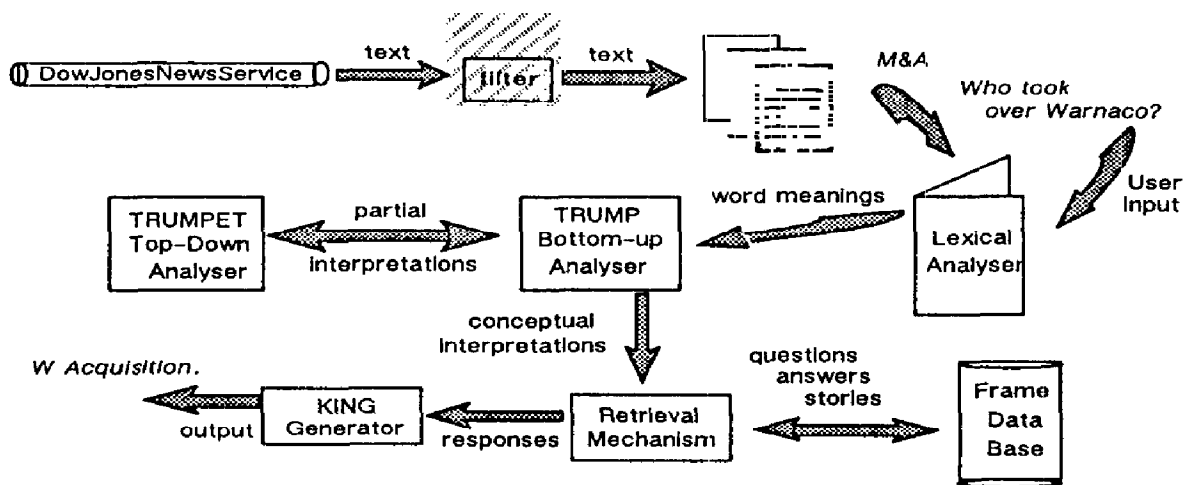 text
text
DowJonesNewsService
filter
M&A
Who took
over Warnaco?
User
Input
word meanings
Lexical
Analyser
TRUMPET
Top-Down
Analyser
partial
interpretations
TRUMP
Bottom-up
Analyser
conceptual
interpretations
questions
answers
stories
W Acquisition.
output
KING
Generator
responses
Retrieval
Mechanism
Frame
Data
Base